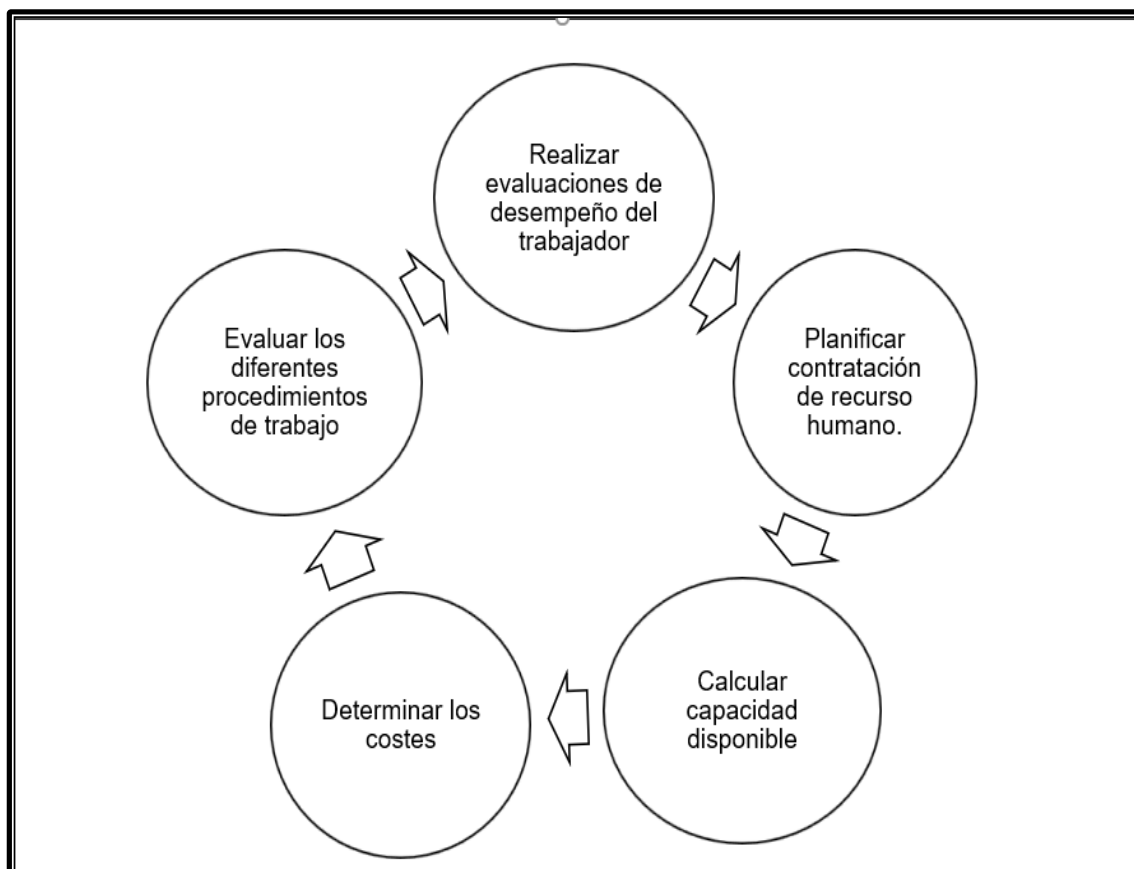 Realizar
evaluaciones de
desempeño del
trabajador
Planificar
contratación
de recurso
humano.
Calcular
capacidad
disponible
Determinar los
costes
Evaluar los
diferentes
procedimientos
de trabajo